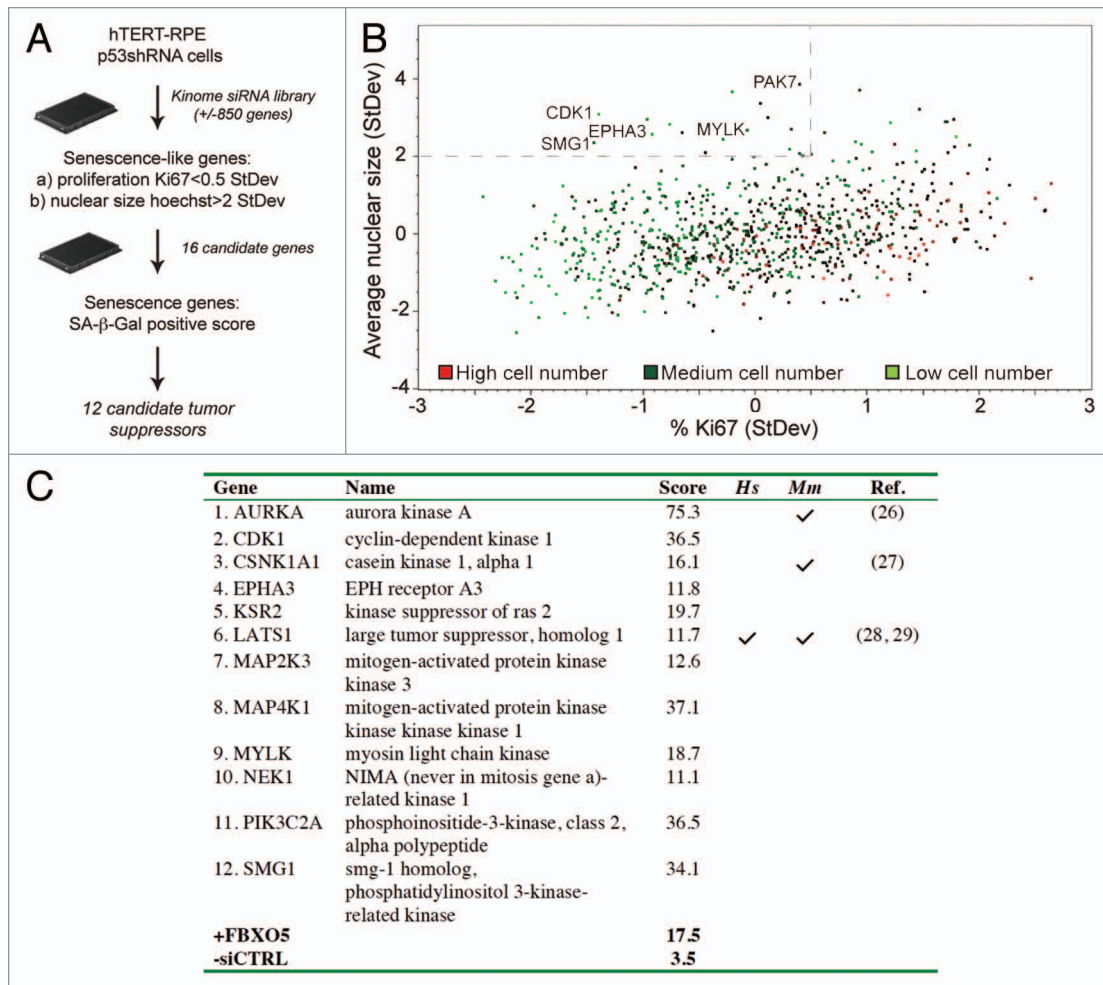 A
hTERT-RPE
p53shRNA cells
Kinome siRNA library
(+/-850 genes)
Senescence-like genes:
a) proliferation Ki67<0.5 StDev
b) nuclear size hoechst>2 StDev
16 candidate genes
Senescence genes:
SA-β-Gal positive score
12 candidate tumor
suppressors
B
Average nuclear size (StDev)
4
2
0
-2
-4
PAK7
CDK1
EPHA3
MYLK
SMG1
High cell number
Medium cell number
Low cell number
-3
-2
-1
0
1
2
3
% Ki67 (StDev)
C
Gene Name Score Hs Mm Ref.
1. AURKA aurora kinase A 75.3 ✓ (26)
2. CDK1 cyclin-dependent kinase 1 36.5
3. CSNK1A1 casein kinase 1, alpha 1 16.1 ✓ (27)
4. EPHA3 EPH receptor A3 11.8
5. KSR2 kinase suppressor of ras 2 19.7
6. LATS1 large tumor suppressor, homolog 1 11.7 ✓ ✓ (28, 29)
7. MAP2K3 mitogen-activated protein kinase 12.6
kinase 3
8. MAP4K1 mitogen-activated protein kinase 37.1
kinase kinase kinase 1
9. MYLK myosin light chain kinase 18.7
10. NEK1 NIMA (never in mitosis gene a)- 11.1
related kinase 1
11. PIK3C2A phosphoinositide-3-kinase, class 2, 36.5
alpha polypeptide
12. SMG1 smg-1 homolog, 34.1
phosphatidylinositol 3-kinase-
related kinase
+FBXO5 17.5
-siCTRL 3.5